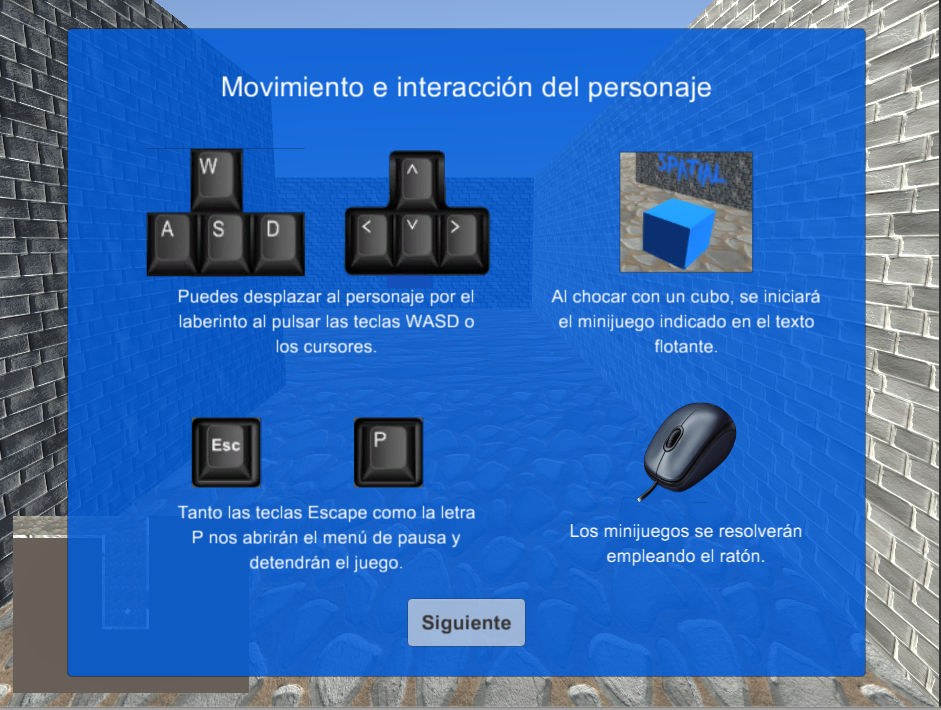 Movimiento e interacción del personaje
W
A S D
^
< v >
SPATIAL
Puedes desplazar al personaje por el
laberinto al pulsar las teclas WASD o
los cursores.
Al chocar con un cubo, se iniciará
el minijuego indicado en el texto
flotante.
Esc
P
Tanto las teclas Escape como la letra
P nos abrirán el menú de pausa y
detendrán el juego.
Los minijuegos se resolverán
empleando el ratón.
Siguiente